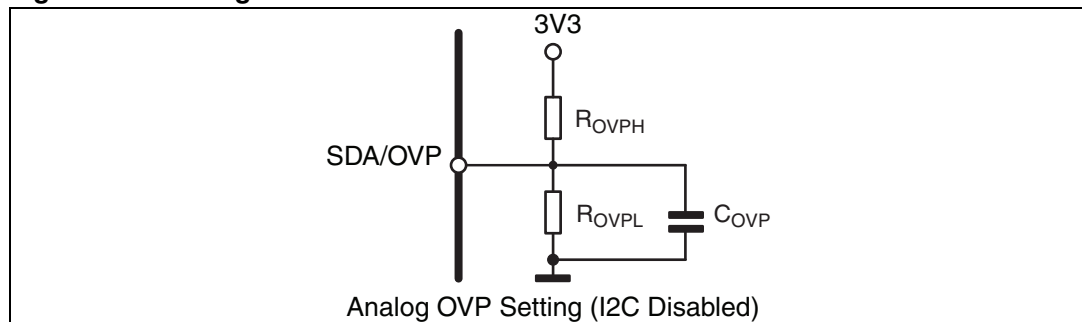 3V3
R_OVPH
SDA/OVP
R_OVPL
C_OVP
Analog OVP Setting (I2C Disabled)